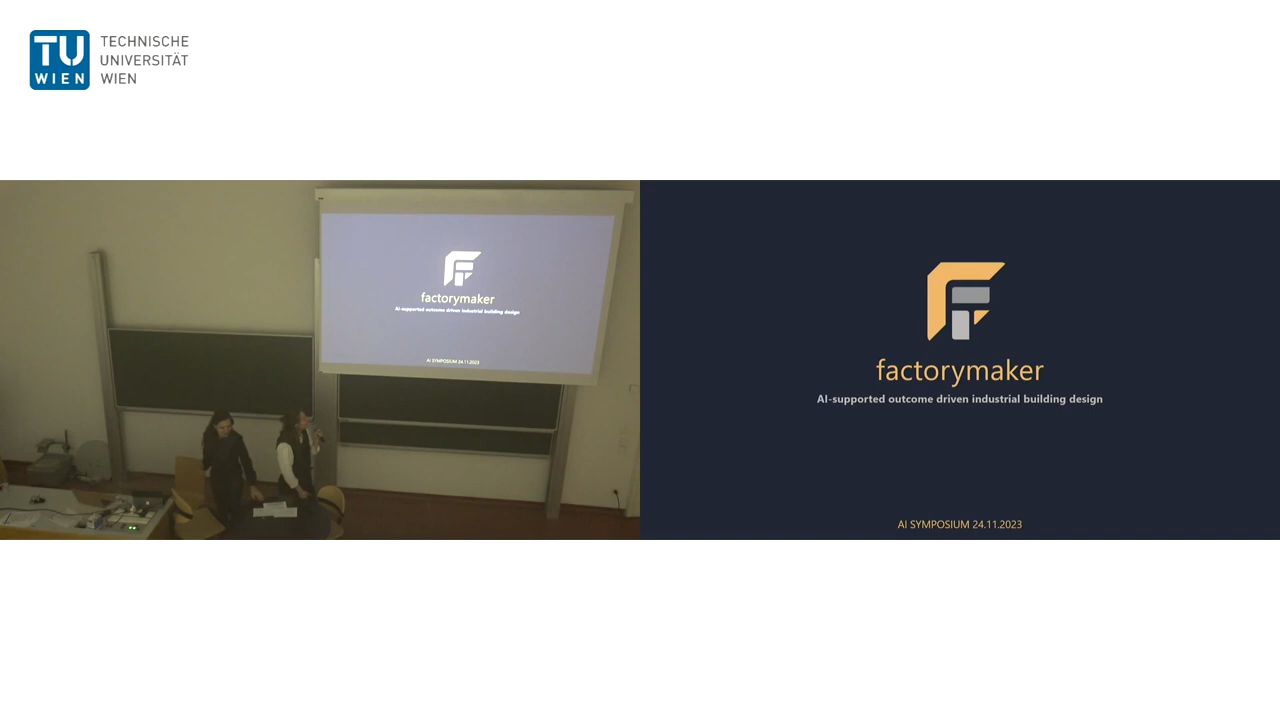 TU
WIEN
TECHNISCHE
UNIVERSITÄT
WIEN
factorymaker
AI-supported outcome driven industrial building design
AI SYMPOSIUM 24.11.2023
factorymaker
AI-supported outcome driven industrial building design
AI SYMPOSIUM 24.11.2023